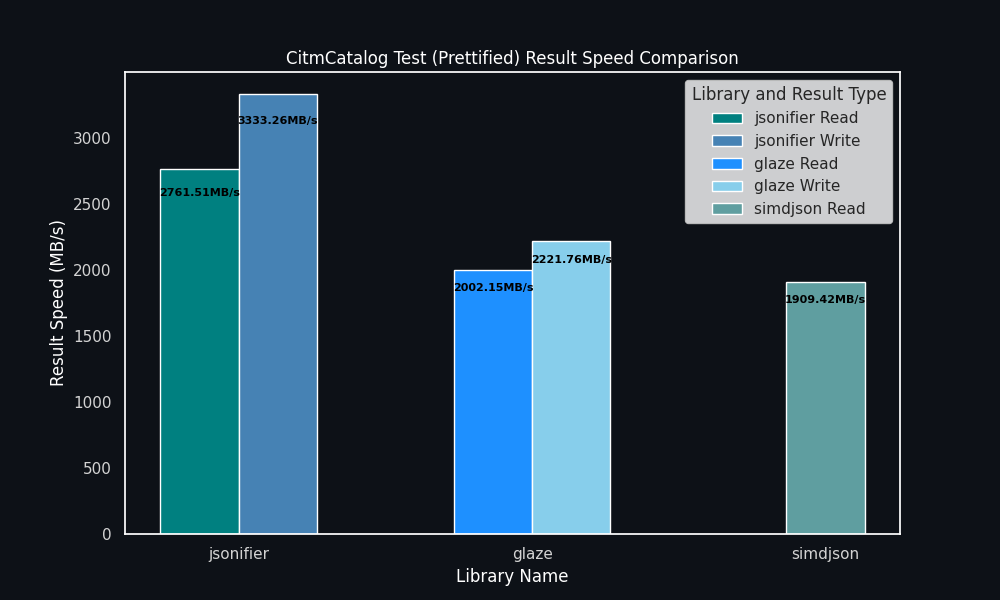 CitmCatalog Test (Prettified) Result Speed Comparison
Library and Result Type
jsonifier Read
jsonifier Write
glaze Read
glaze Write
simdjson Read
3333.26MB/s
2761.51MB/s
2221.76MB/s
2002.15MB/s
1909.42MB/s
Result Speed (MB/s)
3000
2500
2000
1500
1000
500
0
jsonifier
glaze
simdjson
Library Name